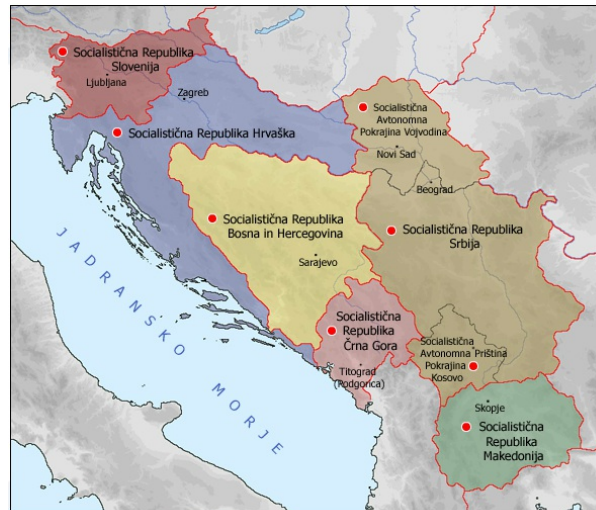 Socialistična Republika
Slovenija
Ljubljana
Zagreb
Socialistična Republika Hrvaška
Socialistična
Avtonomna
Pokrajina Vojvodina
Novi Sad
Beograd
Socialistična Republika
Bosna in Hercegovina
Sarajevo
Socialistična Republika
Srbija
Socialistična
Republika
Črna Gora
Titograd
(Podgorica)
Socialistična
Avtonomna Priština
Pokrajina
Kosovo
Skopje
Socialistična
Republika
Makedonija
JADRANSKO MORJE